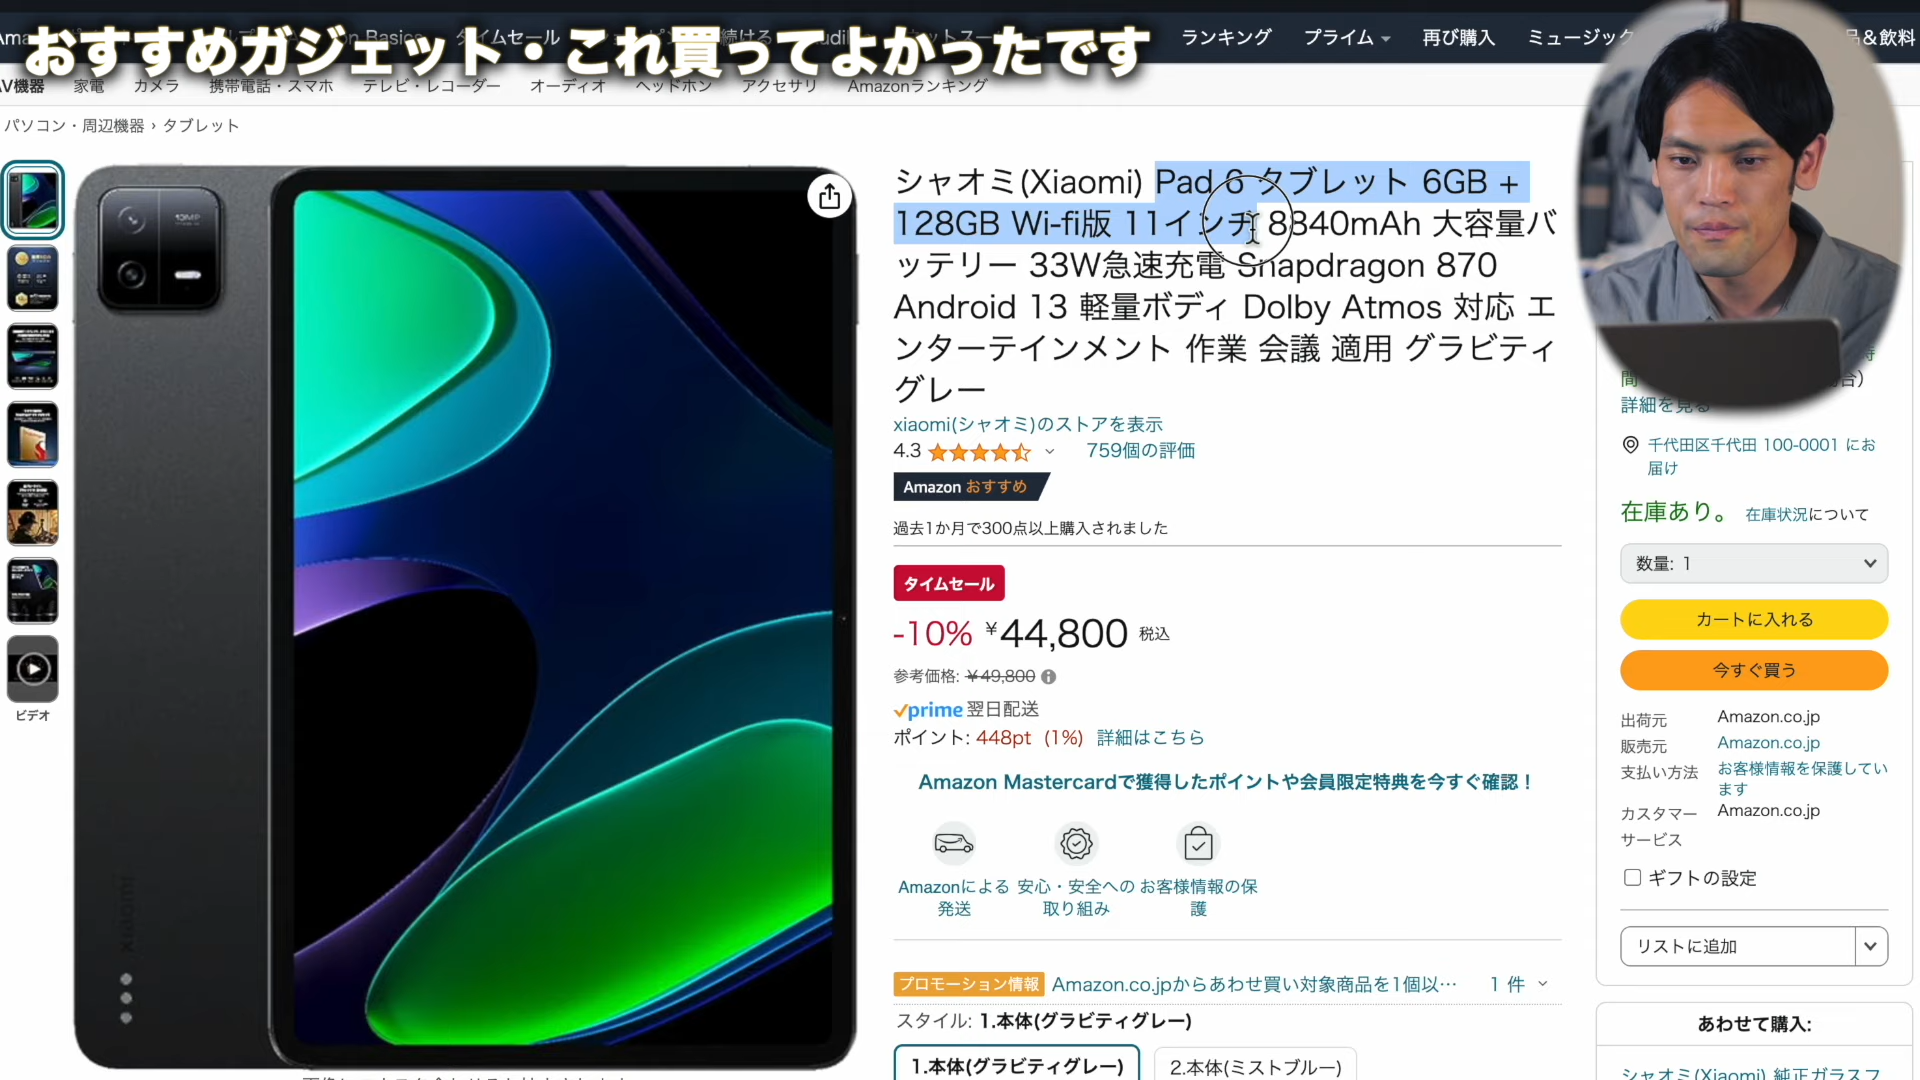 おすすめガジェット・これ買ってよかったです
タイムセール
ランキング
プライム
再び購入
ミュージック
品&飲料
AV機器
家電
カメラ
携帯電話・スマホ
テレビ・レコーダー
オーディオ
ヘッドホン
アクセサリ
Amazonランキング
パソコン・周辺機器 › タブレット
シャオミ(Xiaomi) Pad 6 タブレット 6GB +
128GB Wi-fi版 11インチ 8840mAh 大容量バ
ッテリー 33W急速充電 Snapdragon 870
Android 13 軽量ボディ Dolby Atmos 対応 エ
ンターテインメント 作業 会議 適用 グラビティ
グレー
xiaomi(シャオミ)のストアを表示
4.3
759個の評価
Amazon おすすめ
過去1か月で300点以上購入されました
タイムセール
-10% ¥44,800 税込
参考価格: ¥49,800
prime 翌日配送
ポイント: 448pt (1%) 詳細はこちら
Amazon Mastercardで獲得したポイントや会員限定特典を今すぐ確認！
Amazonによる
発送
安心・安全への
取り組み
お客様情報の保
護
プロモーション情報 Amazon.co.jpからあわせ買い対象商品を1個以… 1 件
スタイル: 1.本体(グラビティグレー)
1.本体(グラビティグレー)
2.本体(ミストブルー)
ビデオ
xiaomi
詳細を見る
千代田区千代田 100-0001 にお
届け
在庫あり。 在庫状況について
数量: 1
カートに入れる
今すぐ買う
出荷元 Amazon.co.jp
販売元 Amazon.co.jp
支払い方法 お客様情報を保護してい
ます
カスタマー Amazon.co.jp
サービス
ギフトの設定
リストに追加
あわせて購入:
シャオミ(Xiaomi) 純正ガラスフ